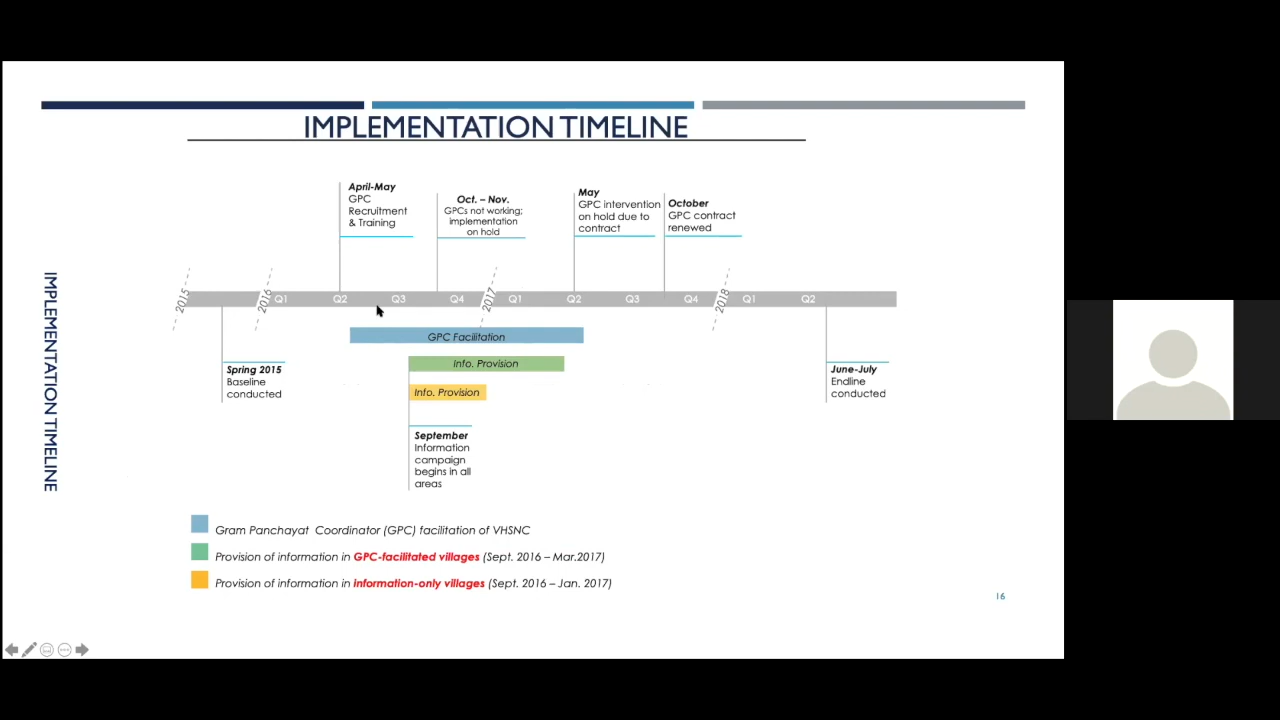 IMPLEMENTATION TIMELINE
April-May
GPC
Recruitment
& Training
Oct. – Nov.
GPCs not working;
implementation
on hold
May
GPC intervention
on hold due to
contract
October
GPC contract
renewed
IMPLEMENTATION TIMELINE
2015 2016 Q1 Q2 Q3 Q4 2017 Q1 Q2 Q3 Q4 2018 Q1 Q2
GPC Facilitation
Info. Provision
Info. Provision
Spring 2015
Baseline
conducted
June-July
Endline
conducted
September
Information
campaign
begins in all
areas
Gram Panchayat Coordinator (GPC) facilitation of VHSNC
Provision of information in GPC-facilitated villages (Sept. 2016 – Mar.2017)
Provision of information in information-only villages (Sept. 2016 – Jan. 2017)
16